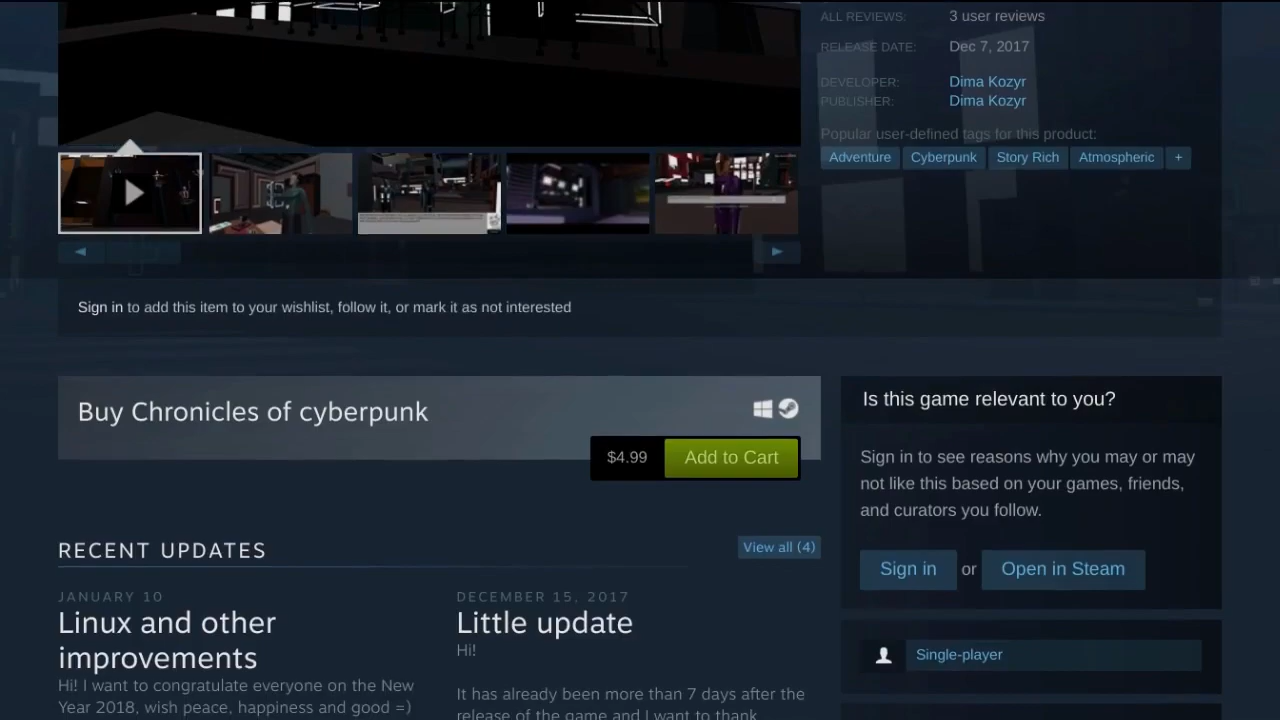 ALL REVIEWS: 3 user reviews
RELEASE DATE: Dec 7, 2017
DEVELOPER: Dima Kozyr
PUBLISHER: Dima Kozyr
Popular user-defined tags for this product:
Adventure Cyberpunk Story Rich Atmospheric +
Sign in to add this item to your wishlist, follow it, or mark it as not interested
Buy Chronicles of cyberpunk
$4.99 Add to Cart
Is this game relevant to you?
Sign in to see reasons why you may or may
not like this based on your games, friends,
and curators you follow.
Sign in or Open in Steam
Single-player
RECENT UPDATES View all (4)
JANUARY 10
Linux and other
improvements
Hi! I want to congratulate everyone on the New
Year 2018, wish peace, happiness and good =)
DECEMBER 15, 2017
Little update
Hi!
It has already been more than 7 days after the
release of the game and I want to thank